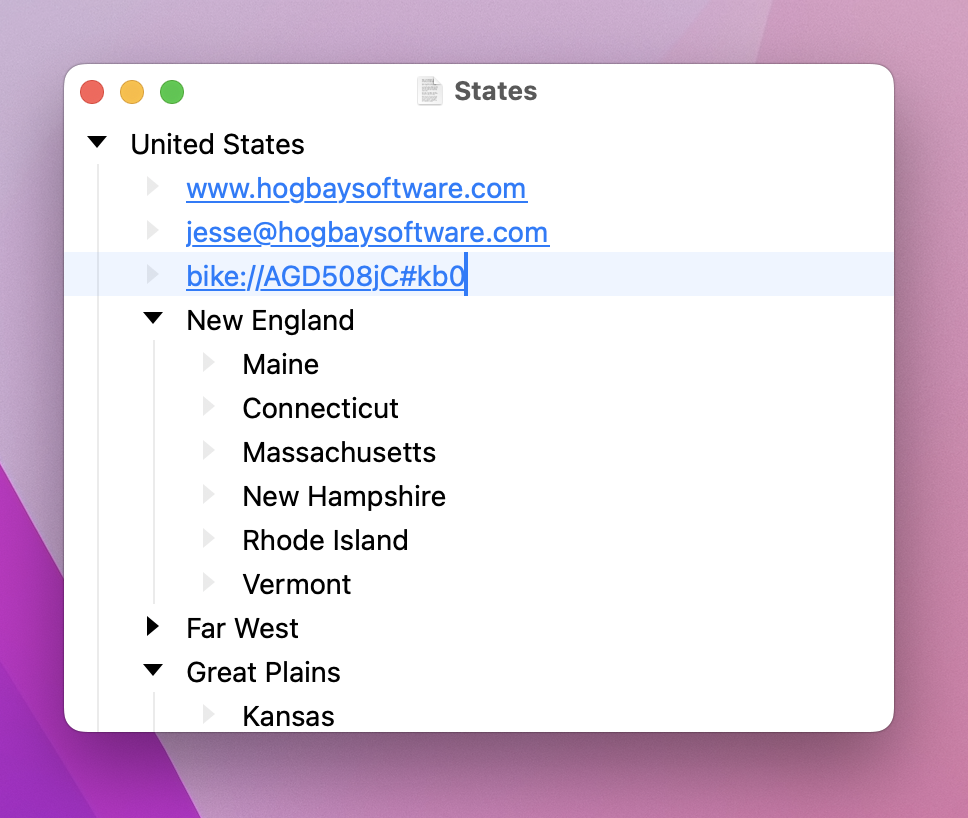 States
United States
www.hogbaysoftware.com
jesse@hogbaysoftware.com
bike://AGD508jC#kb0
New England
Maine
Connecticut
Massachusetts
New Hampshire
Rhode Island
Vermont
Far West
Great Plains
Kansas